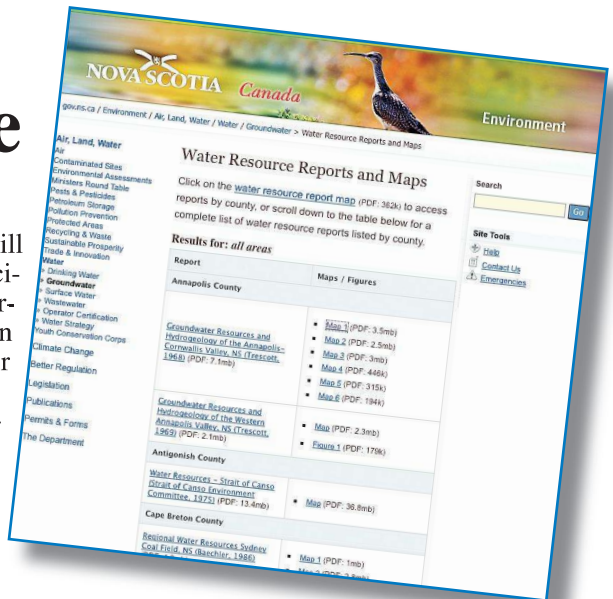 e
ill
ci-
r-
n
r
NOVA SCOTIA
Canada
Environment
gov.ns.ca / Environment / Air, Land, Water / Water / Groundwater > Water Resource Reports and Maps
Air, Land, Water
Air
Contaminated Sites
Environmental Assessments
Ministers Round Table
Pests & Pesticides
Petroleum Storage
Pollution Prevention
Protected Areas
Recycling & Waste
Sustainable Prosperity
Trade & Innovation
Water
» Drinking Water
» Groundwater
» Surface Water
» Wastewater
» Operator Certification
» Water Strategy
Youth Conservation Corps
Climate Change
Better Regulation
Legislation
Publications
Permits & Forms
The Department
Water Resource Reports and Maps
Click on the water resource report map (PDF: 382k) to access
reports by county, or scroll down to the table below for a
complete list of water resource reports listed by county.
Results for: all areas
Report Maps / Figures
Annapolis County
Groundwater Resources and
Hydrogeology of the Annapolis-
Cornwallis Valley, NS (Trescott,
1968) (PDF: 7.1mb)
Map 1 (PDF: 3.5mb)
Map 2 (PDF: 2.5mb)
Map 3 (PDF: 3mb)
Map 4 (PDF: 446k)
Map 5 (PDF: 315k)
Map 6 (PDF: 194k)
Groundwater Resources and
Hydrogeology of the Western
Annapolis Valley, NS (Trescott,
1969) (PDF: 2.1mb)
Map (PDF: 2.3mb)
Figure 1 (PDF: 179k)
Antigonish County
Water Resources – Strait of Canso
(Strait of Canso Environment
Committee, 1975) (PDF: 13.4mb)
Map (PDF: 36.8mb)
Cape Breton County
Regional Water Resources Sydney
Coal Field, NS (Baechler, 1986)
Map 1 (PDF: 1mb)
Search
Go
Site Tools
Help
Contact Us
Emergencies